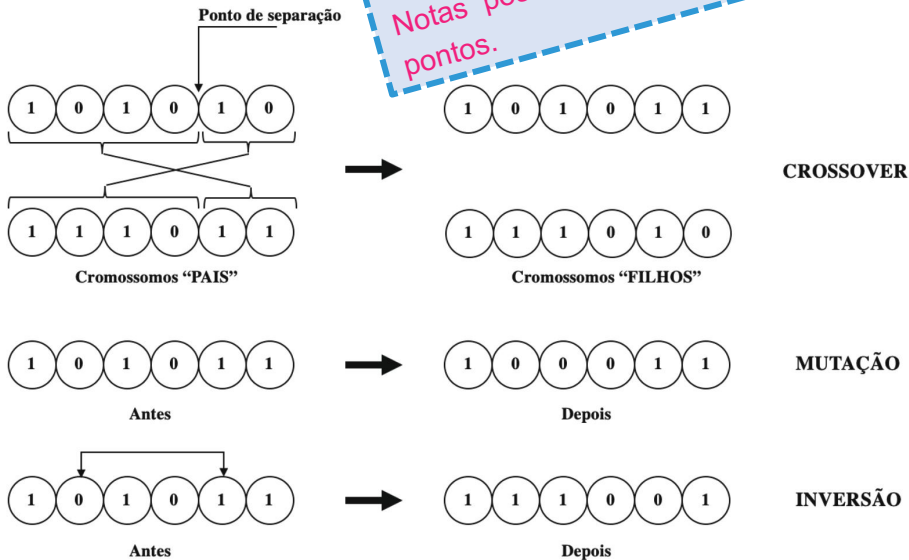 Notas
pontos.
Ponto de separação
1 0 1 0 1 0
1 0 1 0 1 1
CROSSOVER
1 1 1 0 1 1
1 1 1 0 1 0
Cromossomos “PAIS”
Cromossomos “FILHOS”
1 0 1 0 1 1
1 0 0 0 1 1
MUTAÇÃO
Antes
Depois
1 0 1 0 1 1
1 1 1 0 0 1
INVERSÃO
Antes
Depois